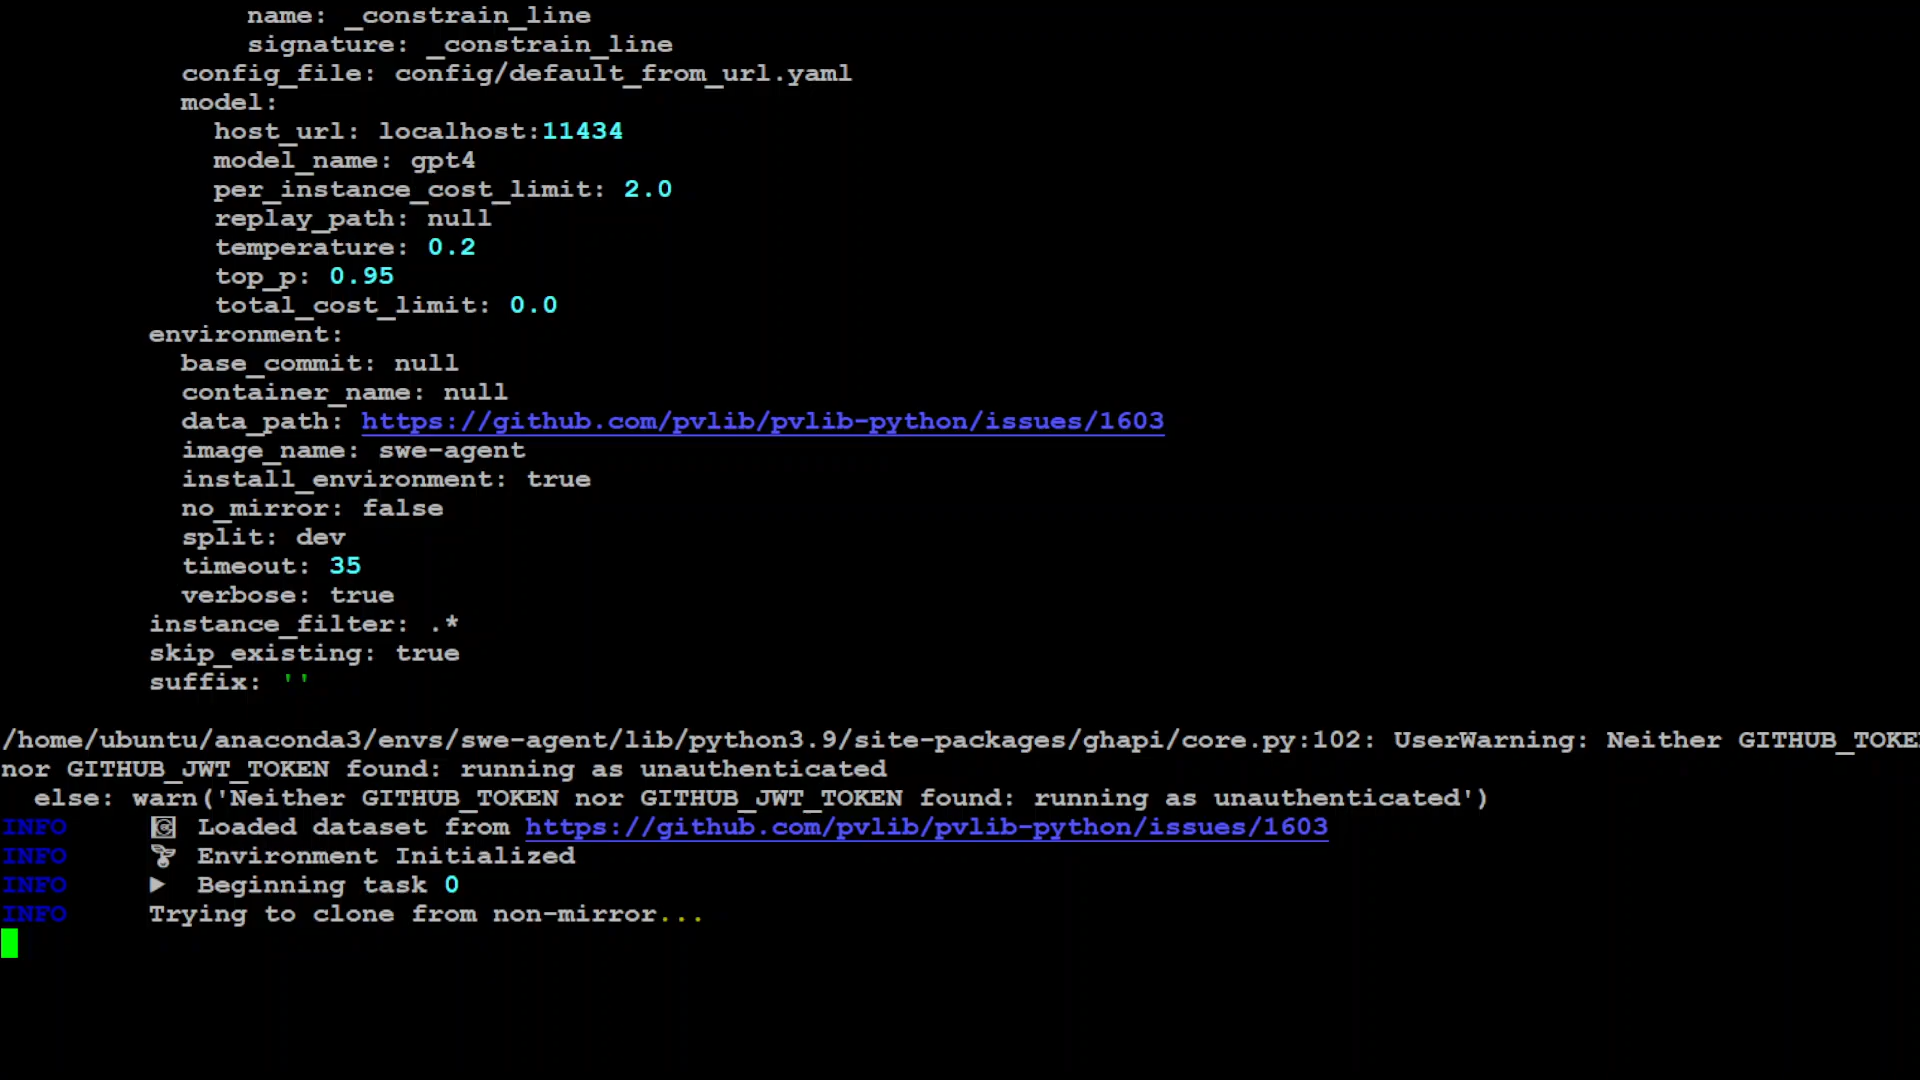 name: _constrain_line
signature: _constrain_line
config_file: config/default_from_url.yaml
model:
host_url: localhost:11434
model_name: gpt4
per_instance_cost_limit: 2.0
replay_path: null
temperature: 0.2
top_p: 0.95
total_cost_limit: 0.0
environment:
base_commit: null
container_name: null
data_path: https://github.com/pvlib/pvlib-python/issues/1603
image_name: swe-agent
install_environment: true
no_mirror: false
split: dev
timeout: 35
verbose: true
instance_filter: .*
skip_existing: true
suffix: ''
/home/ubuntu/anaconda3/envs/swe-agent/lib/python3.9/site-packages/ghapi/core.py:102: UserWarning: Neither GITHUB_TOKE
nor GITHUB_JWT_TOKEN found: running as unauthenticated
else: warn('Neither GITHUB_TOKEN nor GITHUB_JWT_TOKEN found: running as unauthenticated')
INFO Loaded dataset from https://github.com/pvlib/pvlib-python/issues/1603
INFO Environment Initialized
INFO ▶ Beginning task 0
INFO Trying to clone from non-mirror...